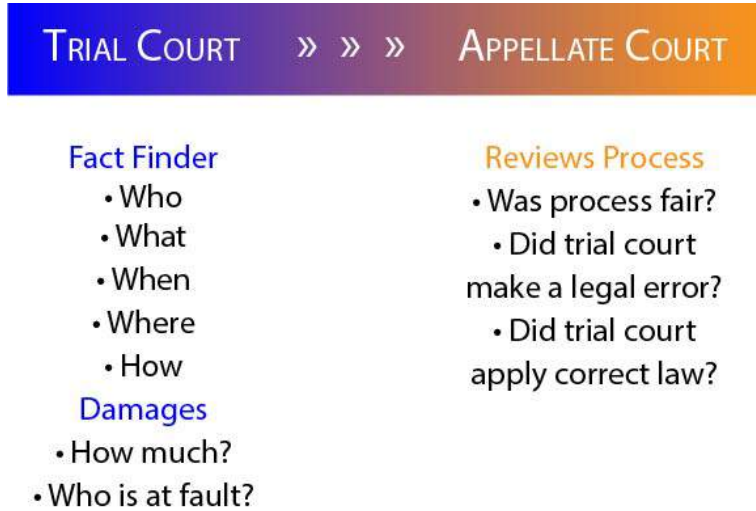 TRIAL COURT » » » APPELLATE COURT
Fact Finder
• Who
• What
• When
• Where
• How
Damages
• How much?
• Who is at fault?
Reviews Process
• Was process fair?
• Did trial court
make a legal error?
• Did trial court
apply correct law?